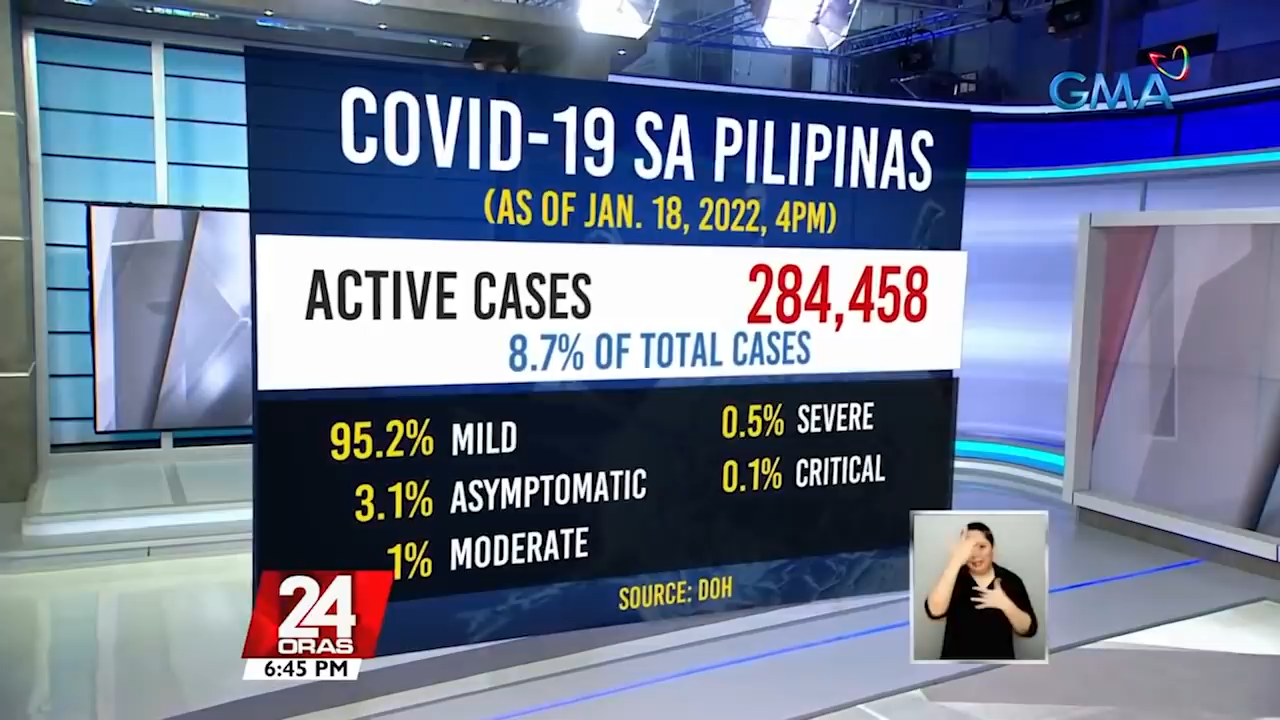 GMA
COVID-19 SA PILIPINAS
(AS OF JAN. 18, 2022, 4PM)
ACTIVE CASES 284,458
8.7% OF TOTAL CASES
95.2% MILD
3.1% ASYMPTOMATIC
1% MODERATE
0.5% SEVERE
0.1% CRITICAL
SOURCE: DOH
24
ORAS
6:45 PM